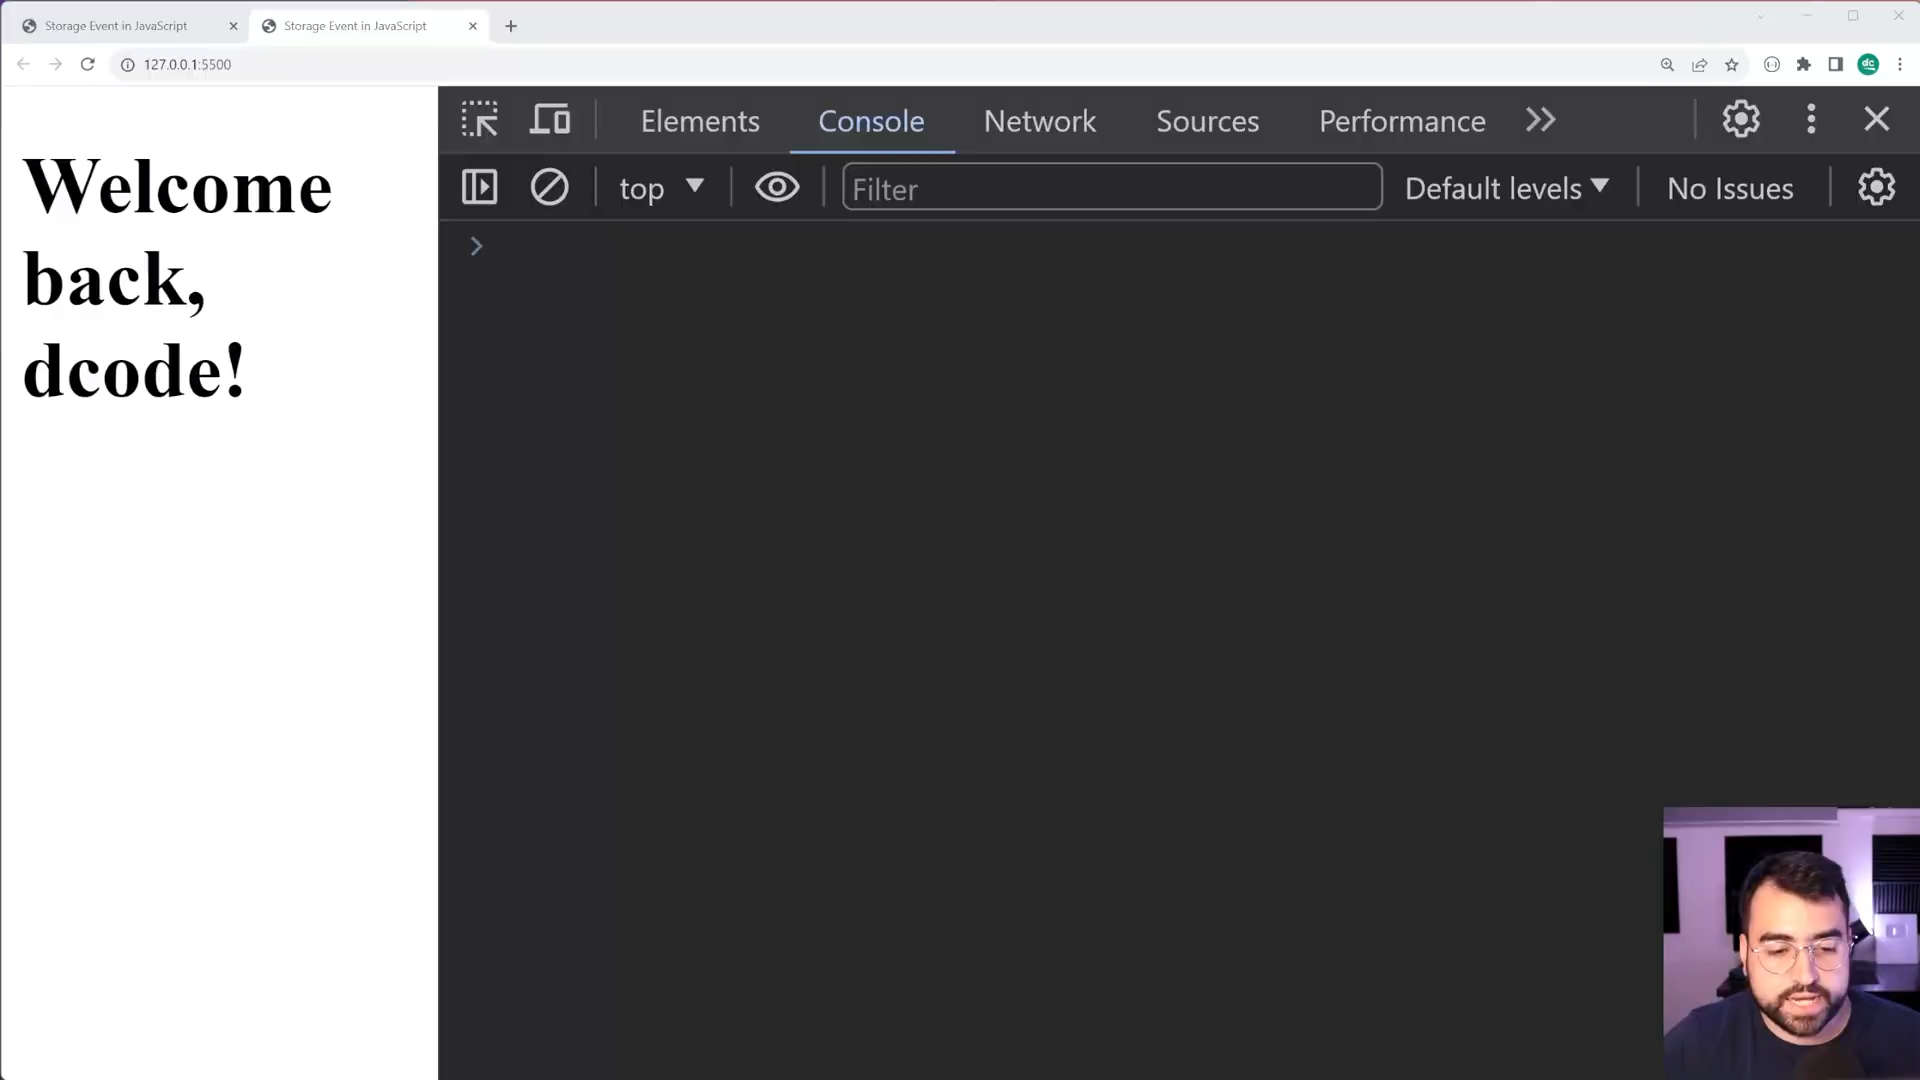 Storage Event in JavaScript
Storage Event in JavaScript
127.0.0.1:5500
dc
Welcome
back,
dcode!
Elements
Console
Network
Sources
Performance
top
Filter
Default levels
No Issues